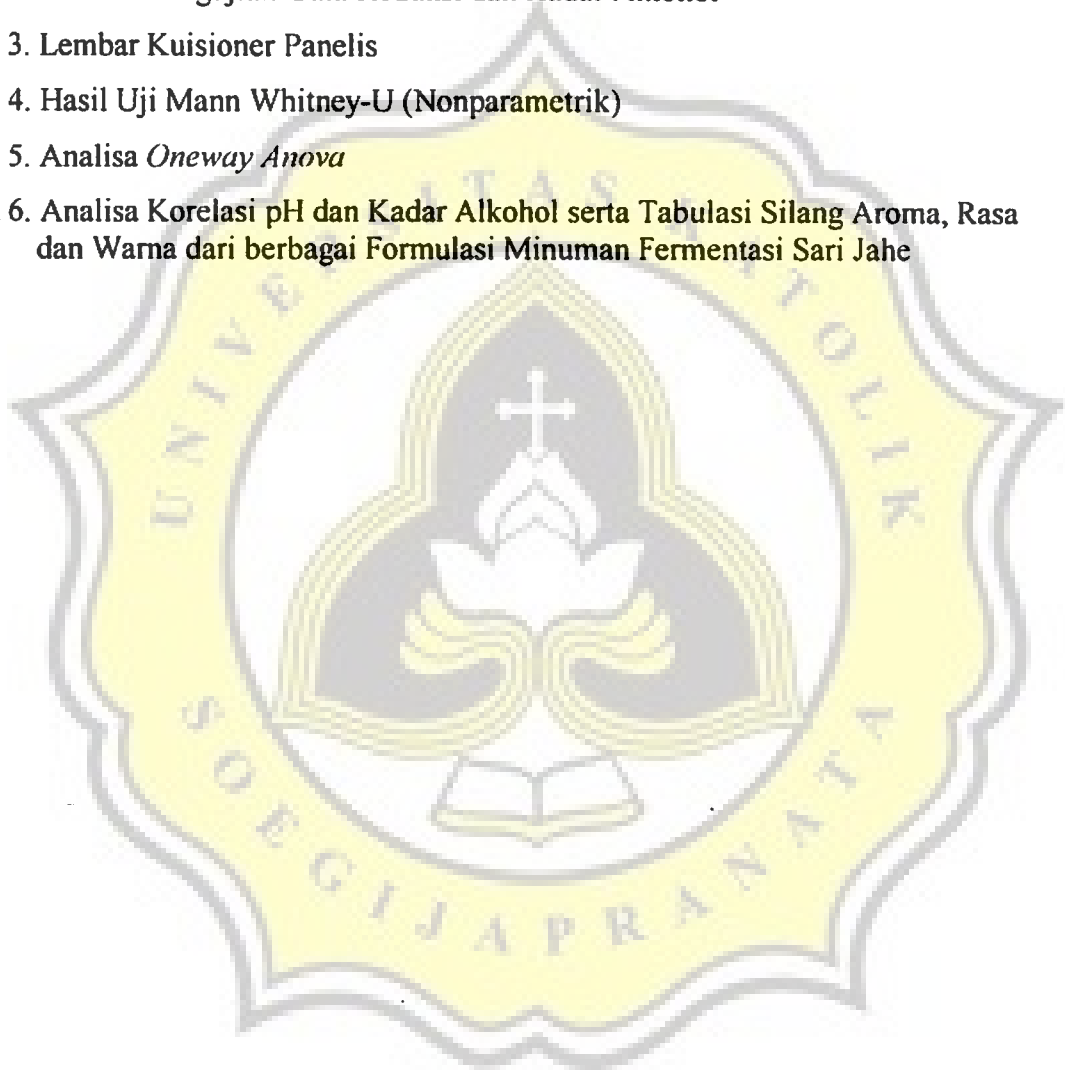 3. Lembar Kuisioner Panelis
4. Hasil Uji Mann Whitney-U (Nonparametrik)
5. Analisa Oneway Anova
6. Analisa Korelasi pH dan Kadar Alkohol serta Tabulasi Silang Aroma, Rasa
dan Warna dari berbagai Formulasi Minuman Fermentasi Sari Jahe
UNIVERSITAS KATOLIK
SOEGIJAPRANATA